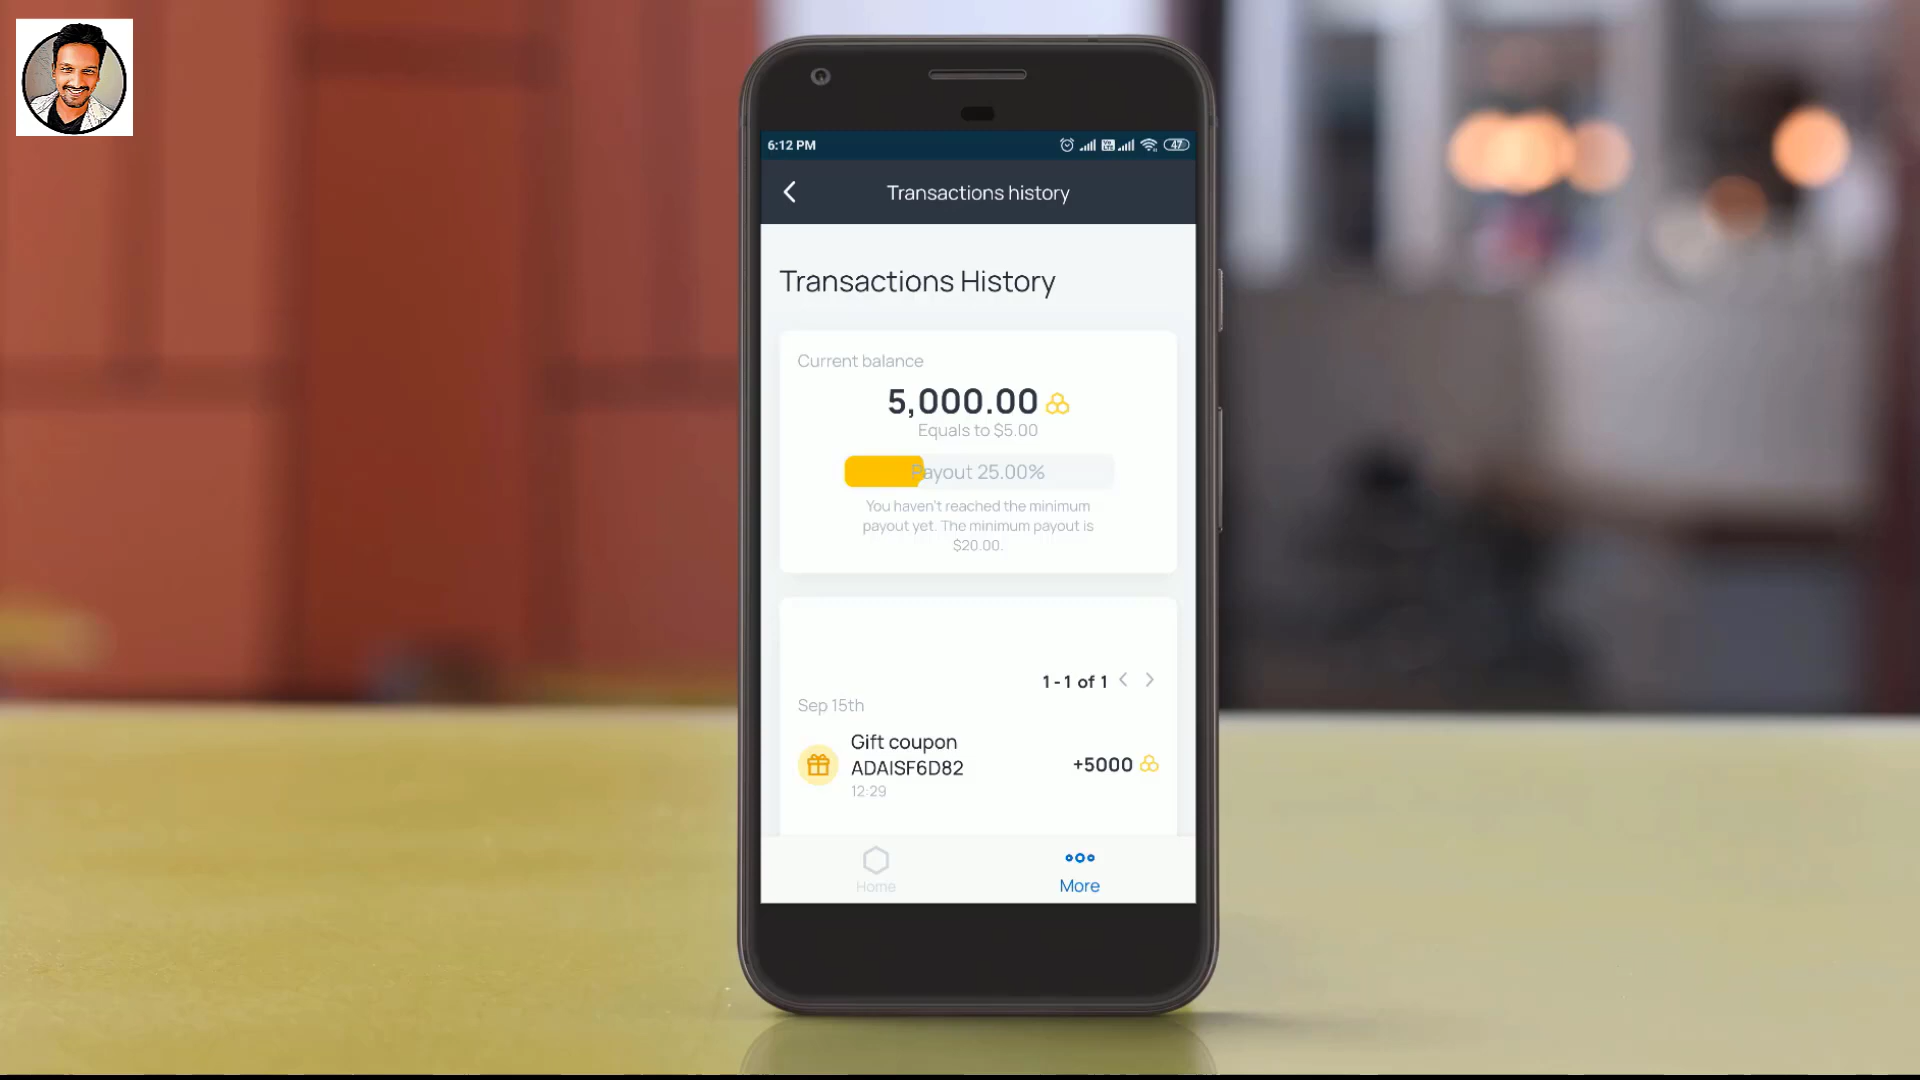 6:12 PM
47
Transactions history
Transactions History
Current balance
5,000.00
Equals to $5.00
Payout 25.00%
You haven't reached the minimum
payout yet. The minimum payout is
$20.00.
1 - 1 of 1
Sep 15th
Gift coupon
ADAISF6D82
+5000
12:29
Home
More